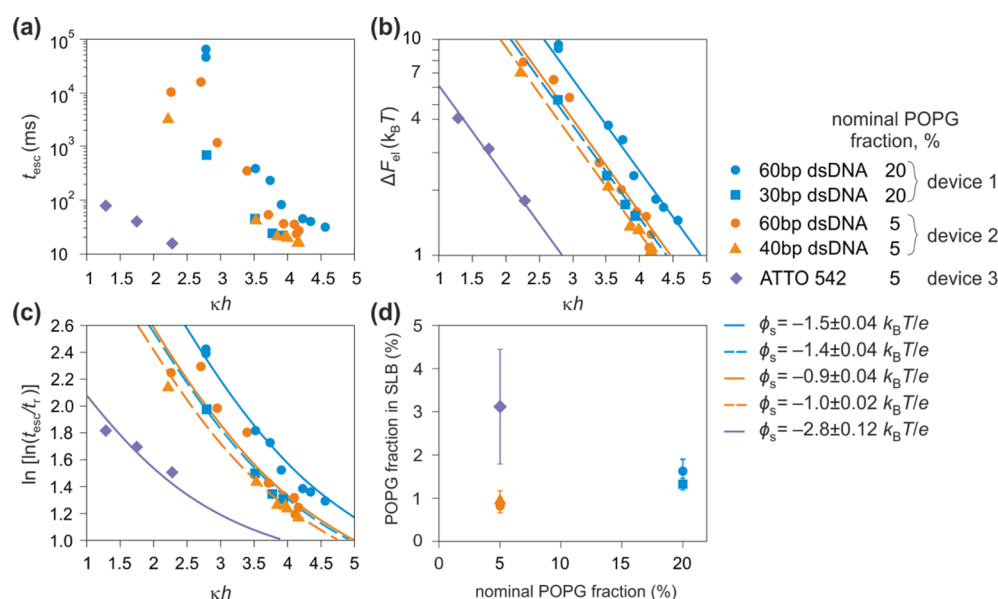 (a)
10⁵
10⁴
10³
100
10
t_esc (ms)
1 1.5 2 2.5 3 3.5 4 4.5 5
κh
(b)
10
7
4
1
ΔF_el (k_BT)
1 1.5 2 2.5 3 3.5 4 4.5 5
κh
nominal POPG
fraction, %
60bp dsDNA 20
30bp dsDNA 20
device 1
60bp dsDNA 5
40bp dsDNA 5
device 2
ATTO 542 5 device 3
(c)
2.6
2.4
2.2
2.0
1.8
1.6
1.4
1.2
1.0
ln [ln(t_esc/t_r)]
1 1.5 2 2.5 3 3.5 4 4.5 5
κh
(d)
5
4
3
2
1
0
POPG fraction in SLB (%)
0 5 10 15 20
nominal POPG fraction (%)
ϕ_s= –1.5±0.04 k_BT/e
ϕ_s= –1.4±0.04 k_BT/e
ϕ_s= –0.9±0.04 k_BT/e
ϕ_s= –1.0±0.02 k_BT/e
ϕ_s= –2.8±0.12 k_BT/e